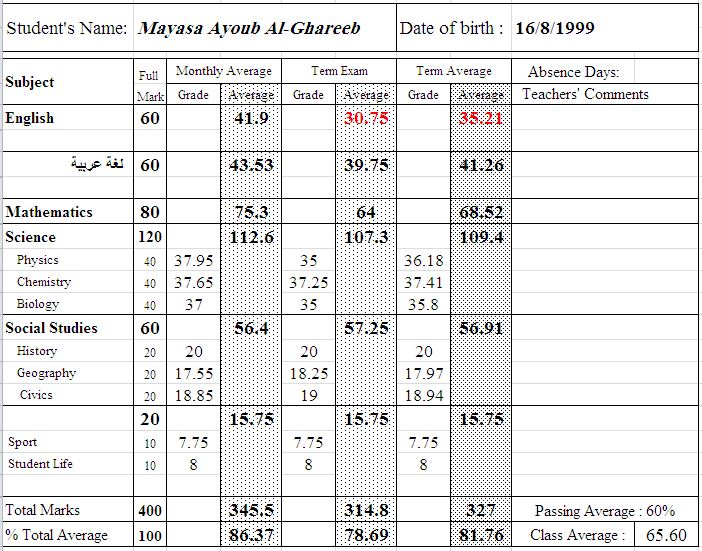 Student's Name: Mayasa Ayoub Al-Ghareeb Date of birth : 16/8/1999
Subject Full Mark Monthly Average Term Exam Term Average Absence Days:
Grade Average Grade Average Grade Average Teachers' Comments
English 60 41.9 30.75 35.21
لغة عربية 60 43.53 39.75 41.26
Mathematics 80 75.3 64 68.52
Science 120 112.6 107.3 109.4
Physics 40 37.95 35 36.18
Chemistry 40 37.65 37.25 37.41
Biology 40 37 35 35.8
Social Studies 60 56.4 57.25 56.91
History 20 20 20 20
Geography 20 17.55 18.25 17.97
Civics 20 18.85 19 18.94
20 15.75 15.75 15.75
Sport 10 7.75 7.75 7.75
Student Life 10 8 8 8
Total Marks 400 345.5 314.8 327 Passing Average : 60%
% Total Average 100 86.37 78.69 81.76 Class Average : 65.60